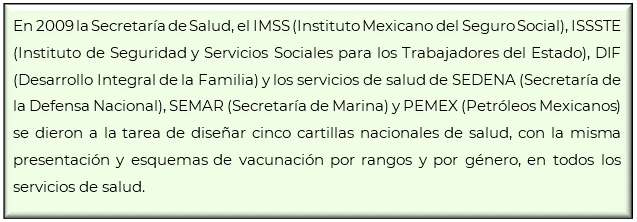 En 2009 la Secretaría de Salud, el IMSS (Instituto Mexicano del Seguro Social), ISSSTE
(Instituto de Seguridad y Servicios Sociales para los Trabajadores del Estado), DIF
(Desarrollo Integral de la Familia) y los servicios de salud de SEDENA (Secretaría de
la Defensa Nacional), SEMAR (Secretaría de Marina) y PEMEX (Petróleos Mexicanos)
se dieron a la tarea de diseñar cinco cartillas nacionales de salud, con la misma
presentación y esquemas de vacunación por rangos y por género, en todos los
servicios de salud.